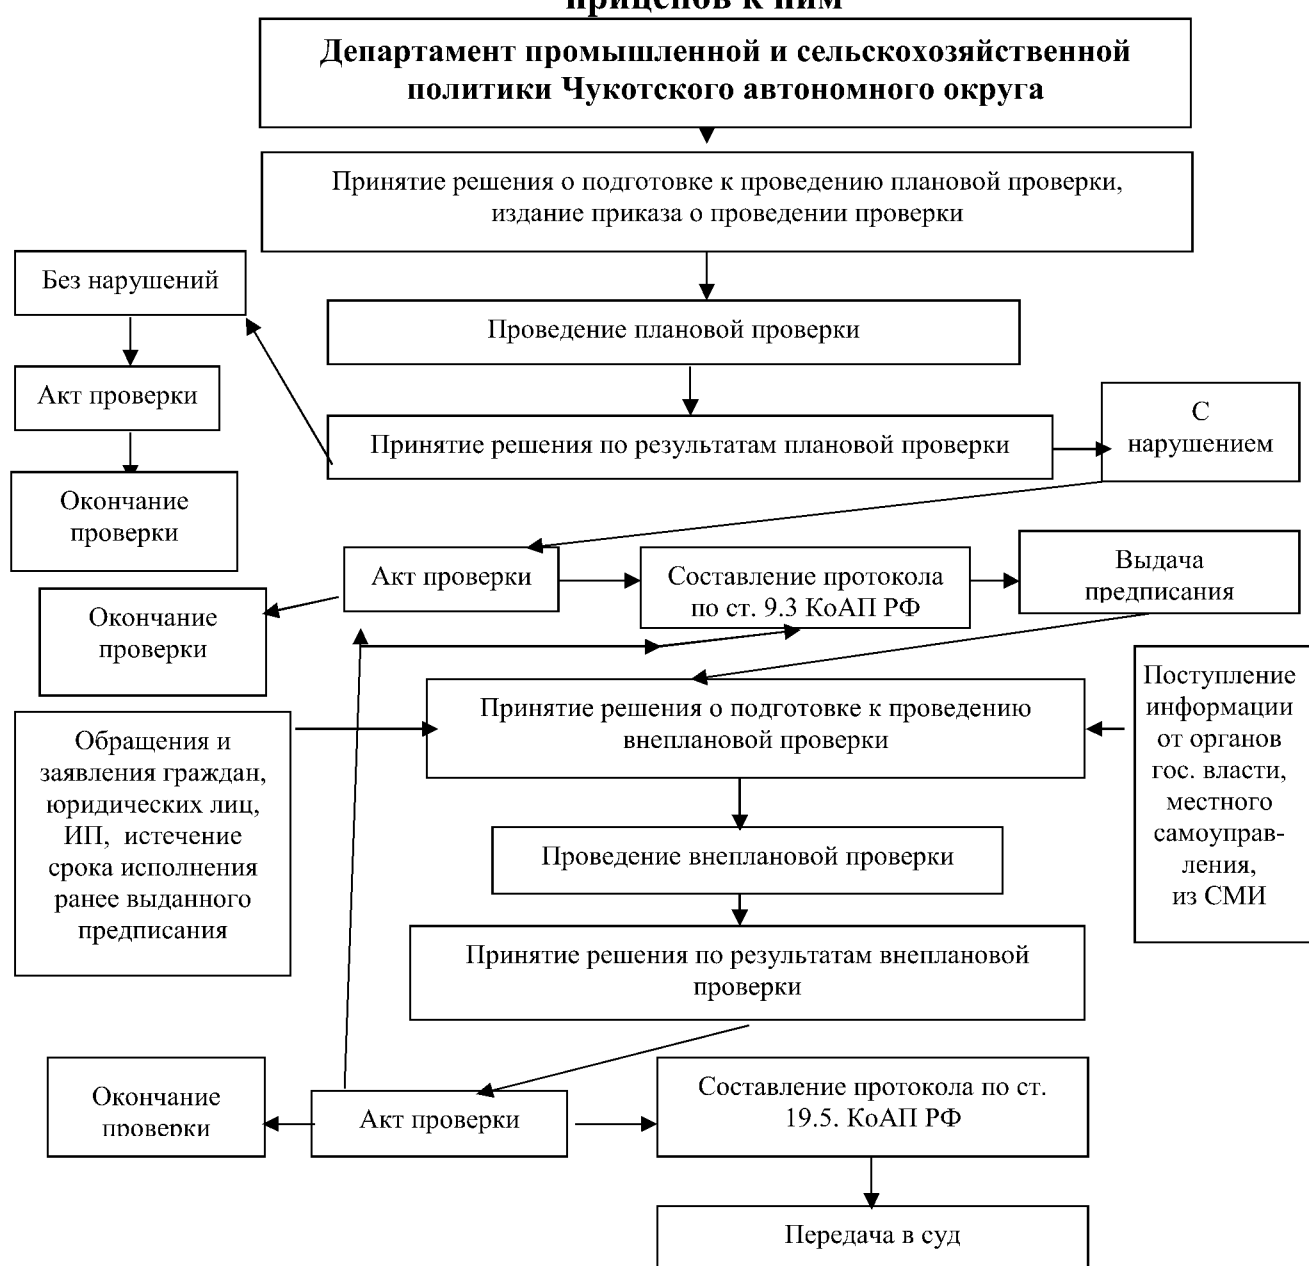 прицепов к ним
Департамент промышленной и сельскохозяйственной
политики Чукотского автономного округа
Принятие решения о подготовке к проведению плановой проверки,
издание приказа о проведении проверки
Без нарушений
Проведение плановой проверки
Акт проверки
С
нарушением
Принятие решения по результатам плановой проверки
Окончание
проверки
Акт проверки
Составление протокола
по ст. 9.3 КоАП РФ
Выдача
предписания
Окончание
проверки
Поступление
информации
от органов
гос. власти,
местного
самоуправ-
ления,
из СМИ
Принятие решения о подготовке к проведению
внеплановой проверки
Обращения и
заявления граждан,
юридических лиц,
ИП, истечение
срока исполнения
ранее выданного
предписания
Проведение внеплановой проверки
Принятие решения по результатам внеплановой
проверки
Окончание
проверки
Акт проверки
Составление протокола по ст.
19.5. КоАП РФ
Передача в суд